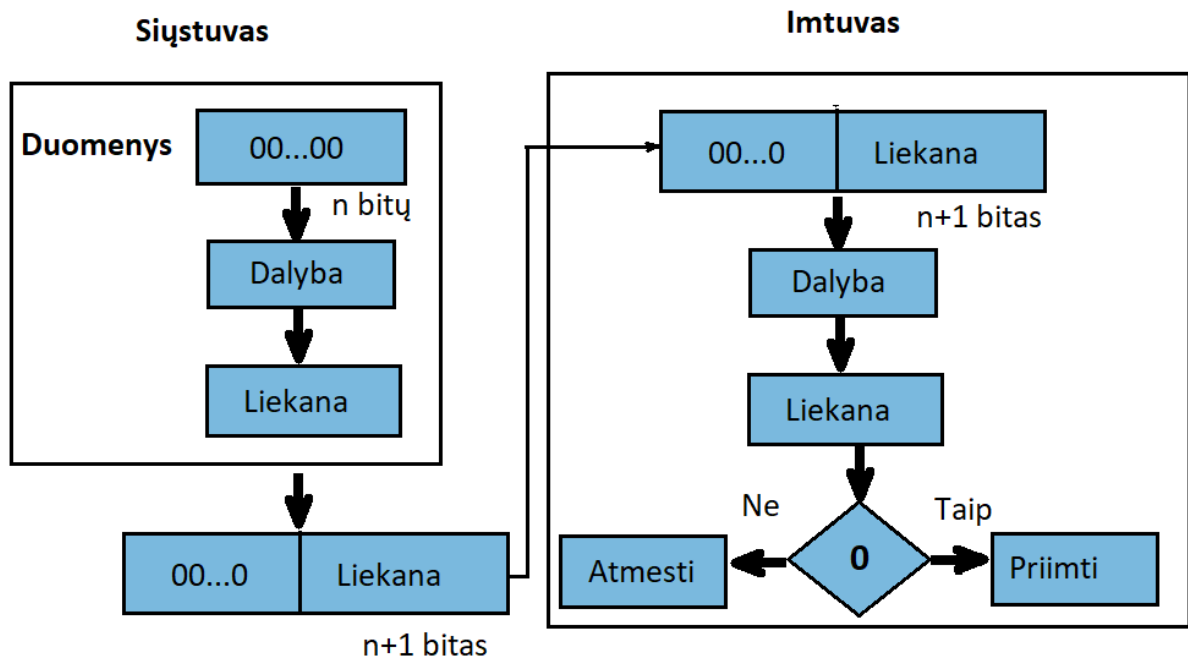 Siųstuvas
Duomenys
00...00
n bitų
Dalyba
Liekana
00...0
Liekana
n+1 bitas
Imtuvas
00...0
Liekana
n+1 bitas
Dalyba
Liekana
Ne
Taip
0
Atmesti
Priimti